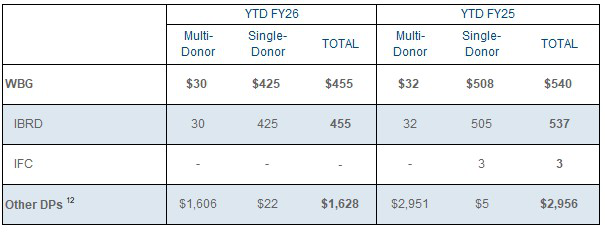 YTD FY26 YTD FY25
Multi-Donor Single-Donor TOTAL Multi-Donor Single-Donor TOTAL
WBG $30 $425 $455 $32 $508 $540
IBRD 30 425 455 32 505 537
IFC - - - - 3 3
Other DPs 12 $1,606 $22 $1,628 $2,951 $5 $2,956